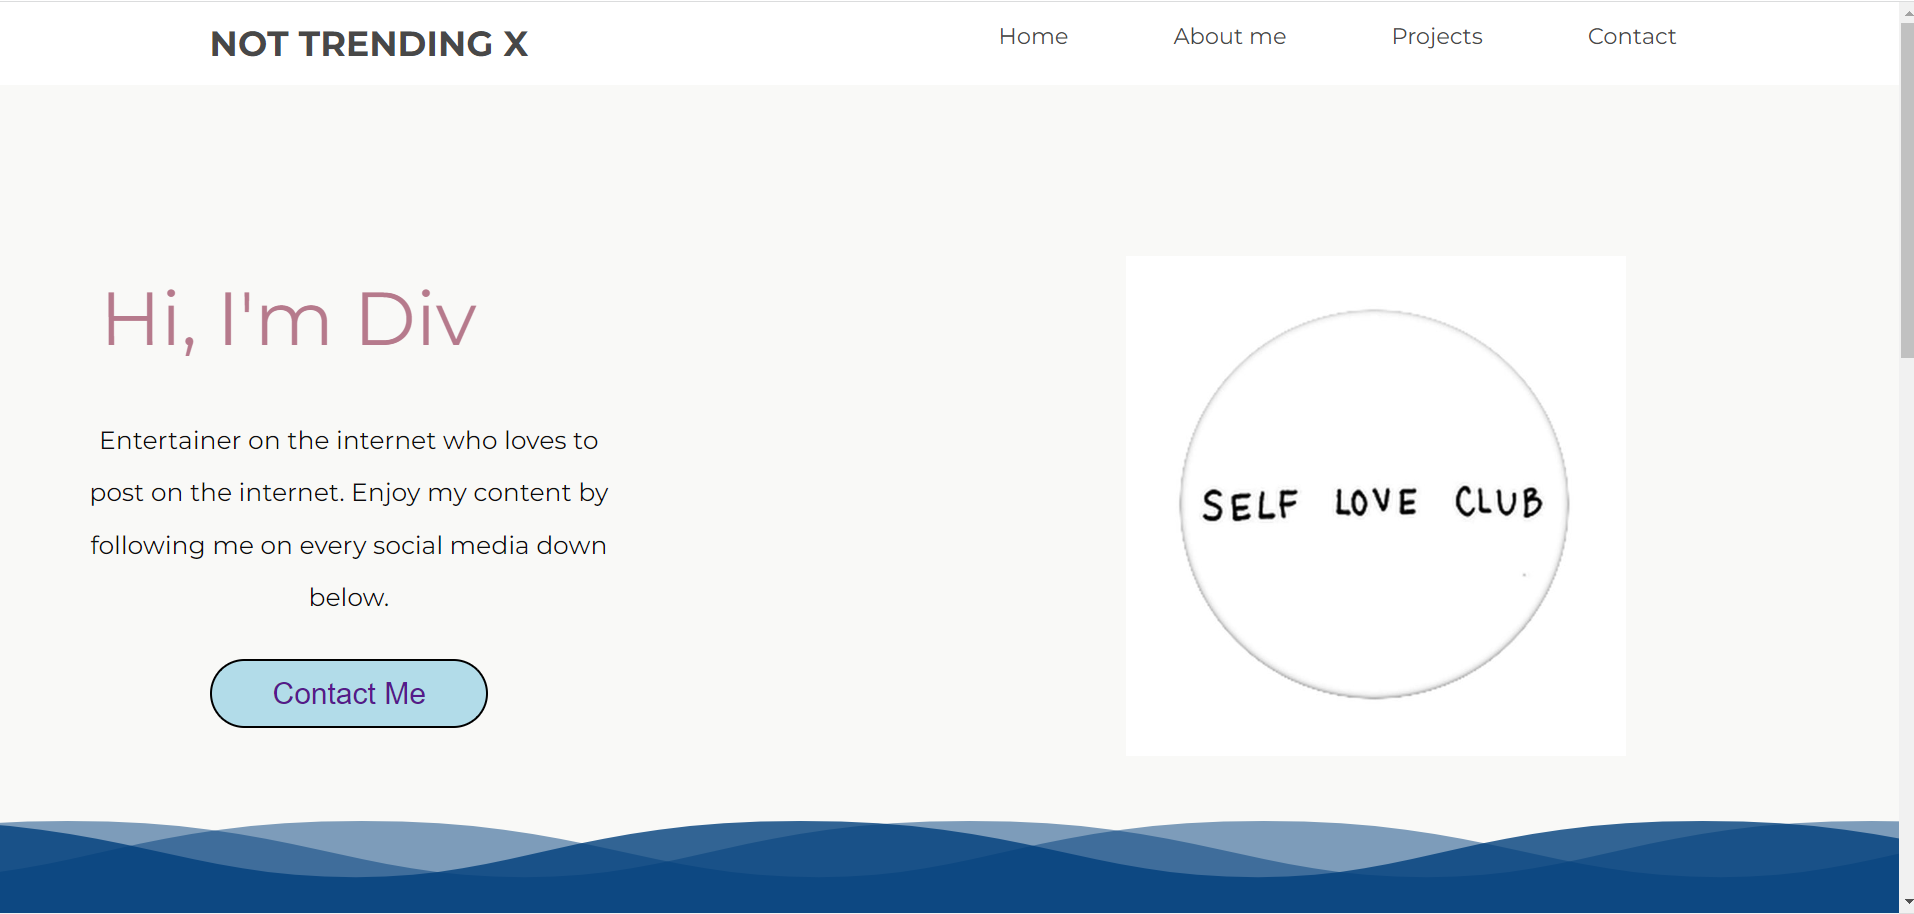 NOT TRENDING X
Home About me Projects Contact
Hi, I'm Div
Entertainer on the internet who loves to
post on the internet. Enjoy my content by
following me on every social media down
below.
Contact Me
SELF LOVE CLUB